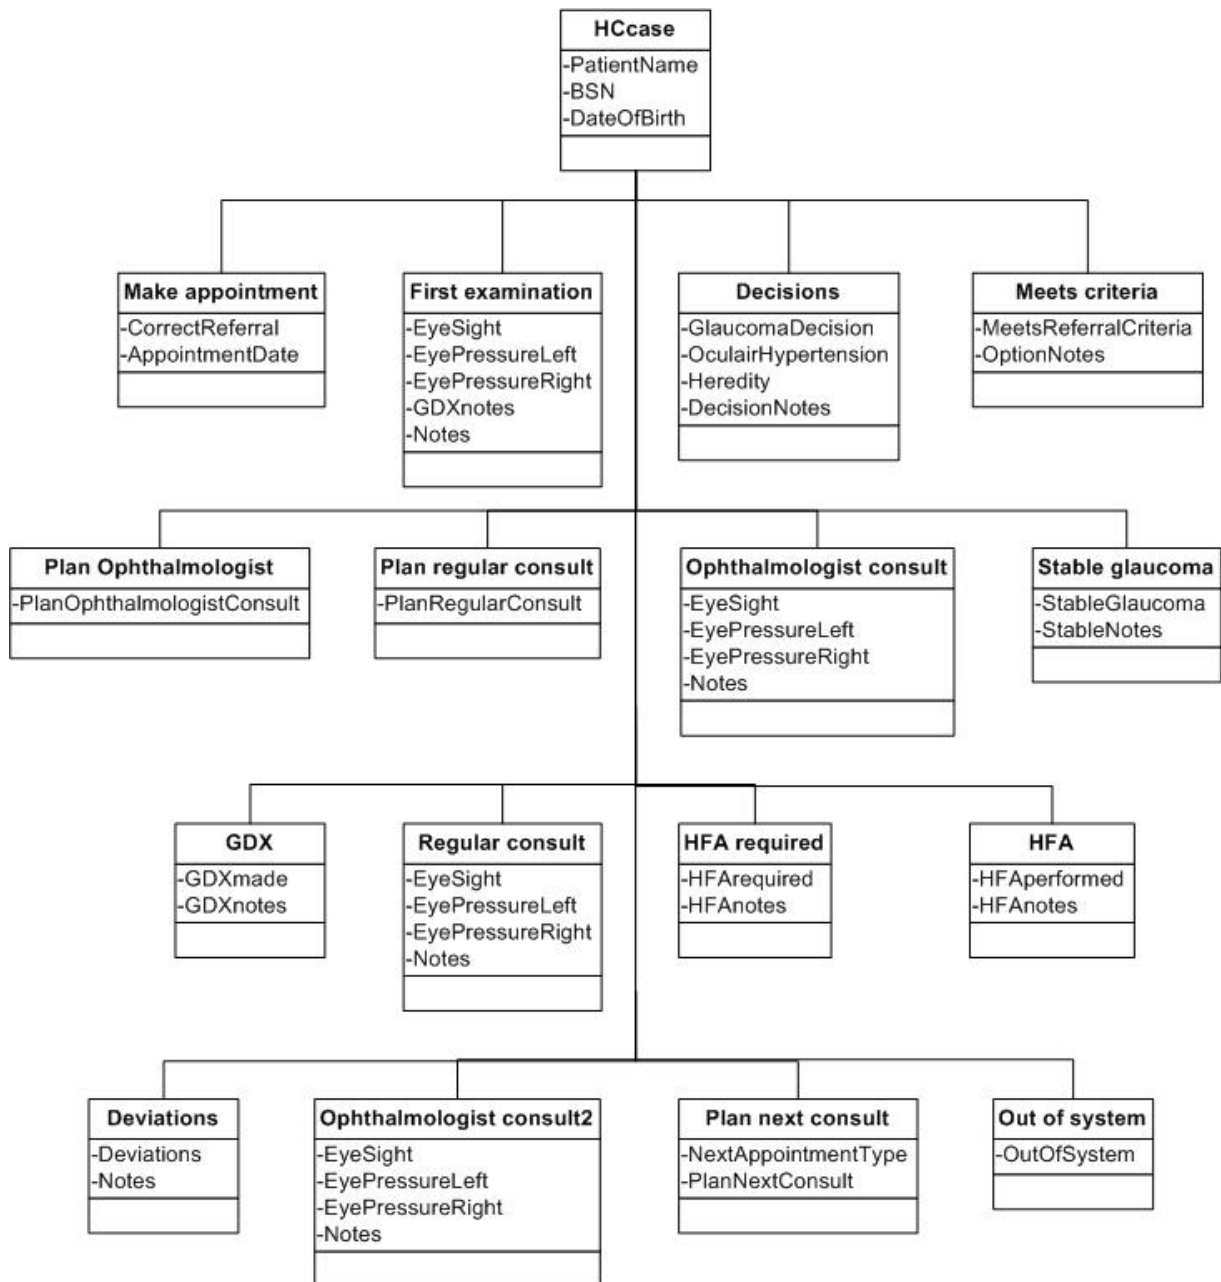 HCcase
-PatientName
-BSN
-DateOfBirth
Make appointment
-CorrectReferral
-AppointmentDate
First examination
-EyeSight
-EyePressureLeft
-EyePressureRight
-GDXnotes
-Notes
Decisions
-GlaucomaDecision
-OculairHypertension
-Heredity
-DecisionNotes
Meets criteria
-MeetsReferralCriteria
-OptionNotes
Plan Ophthalmologist
-PlanOphthalmologistConsult
Plan regular consult
-PlanRegularConsult
Ophthalmologist consult
-EyeSight
-EyePressureLeft
-EyePressureRight
-Notes
Stable glaucoma
-StableGlaucoma
-StableNotes
GDX
-GDXmade
-GDXnotes
Regular consult
-EyeSight
-EyePressureLeft
-EyePressureRight
-Notes
HFA required
-HFArequired
-HFAnotes
HFA
-HFAperformed
-HFAnotes
Deviations
-Deviations
-Notes
Ophthalmologist consult2
-EyeSight
-EyePressureLeft
-EyePressureRight
-Notes
Plan next consult
-NextAppointmentType
-PlanNextConsult
Out of system
-OutOfSystem